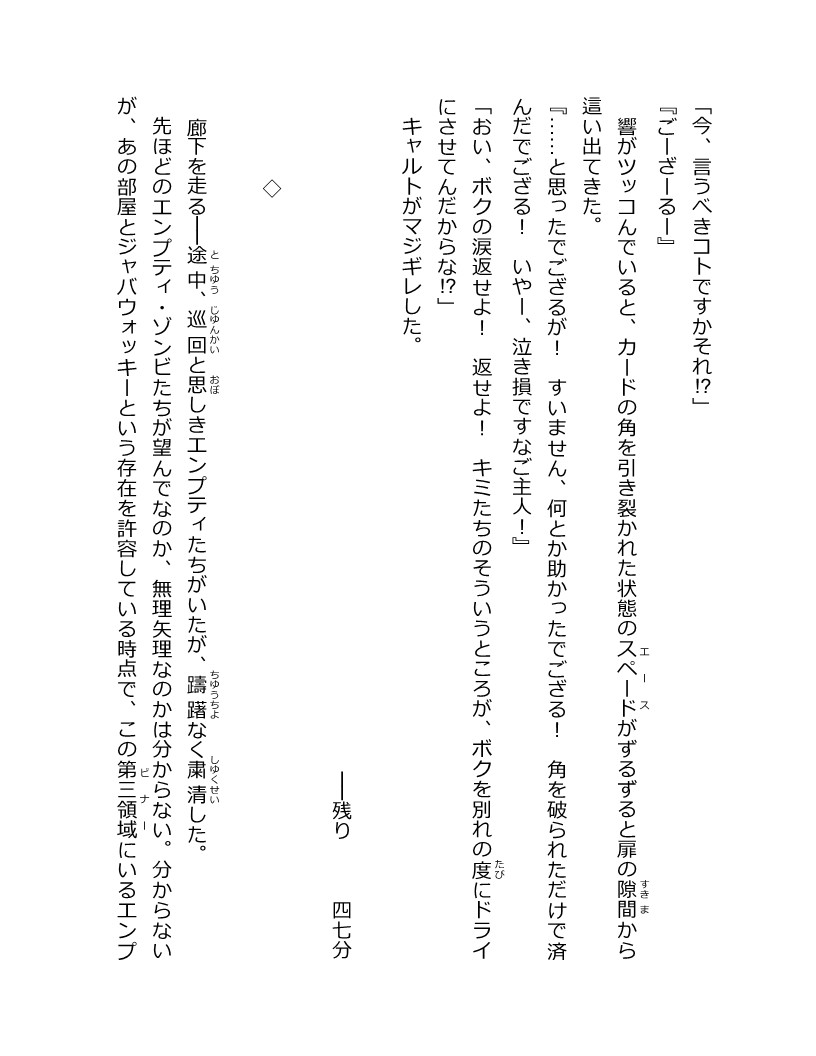 「今、言うべきコトですかそれ!?」
『ごーざーるー』
　響がツッコんでいると、カードの角を引き裂かれた状態のスペードがずるずると扉の隙間から
這い出てきた。
『……と思ったでござるが！　すいません、何とか助かったでござる！　角を破られただけで済
んだでござる！　いやー、泣き損ですなご主人！』
「おい、ボクの涙返せよ！　返せよ！　キミたちのそういうところが、ボクを別れの度にドライ
にさせてんだからな!?」
　キャルトがマジギレした。
――残り　　四七分
◇
　廊下を走る――途中、巡回と思しきエンプティたちがいたが、躊躇なく粛清した。
　先ほどのエンプティ・ゾンビたちが望んでなのか、無理矢理なのかは分からない。分からない
が、あの部屋とジャバウォッキーという存在を許容している時点で、この第三領域にいるエンプ